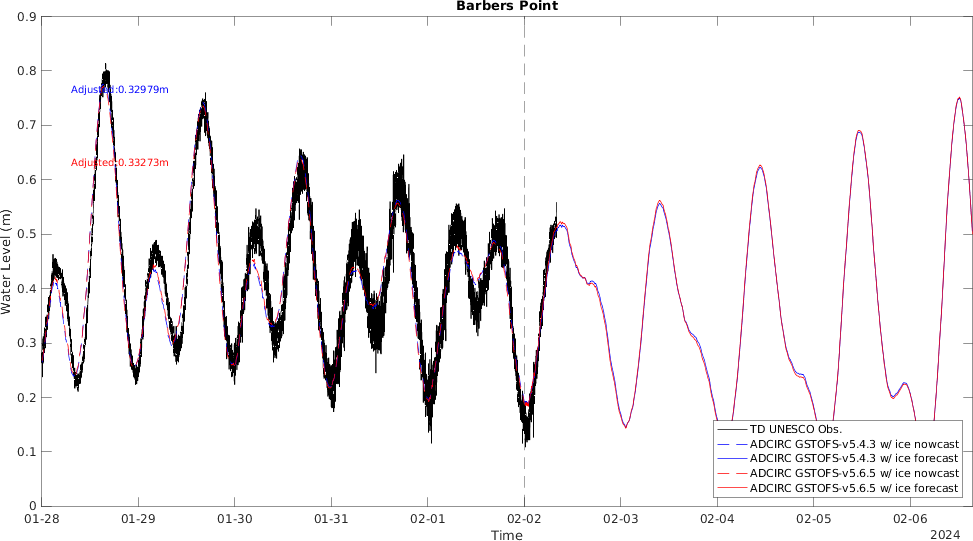 Barbers Point
0.9
0.8
0.7
0.6
0.5
0.4
0.3
0.2
0.1
0
Water Level (m)
Adjusted:0.32979m
Adjusted:0.33273m
TD UNESCO Obs.
ADCIRC GSTOFS-v5.4.3 w/ ice nowcast
ADCIRC GSTOFS-v5.4.3 w/ ice forecast
ADCIRC GSTOFS-v5.6.5 w/ ice nowcast
ADCIRC GSTOFS-v5.6.5 w/ ice forecast
01-28 01-29 01-30 01-31 02-01 02-02 02-03 02-04 02-05 02-06
Time
2024